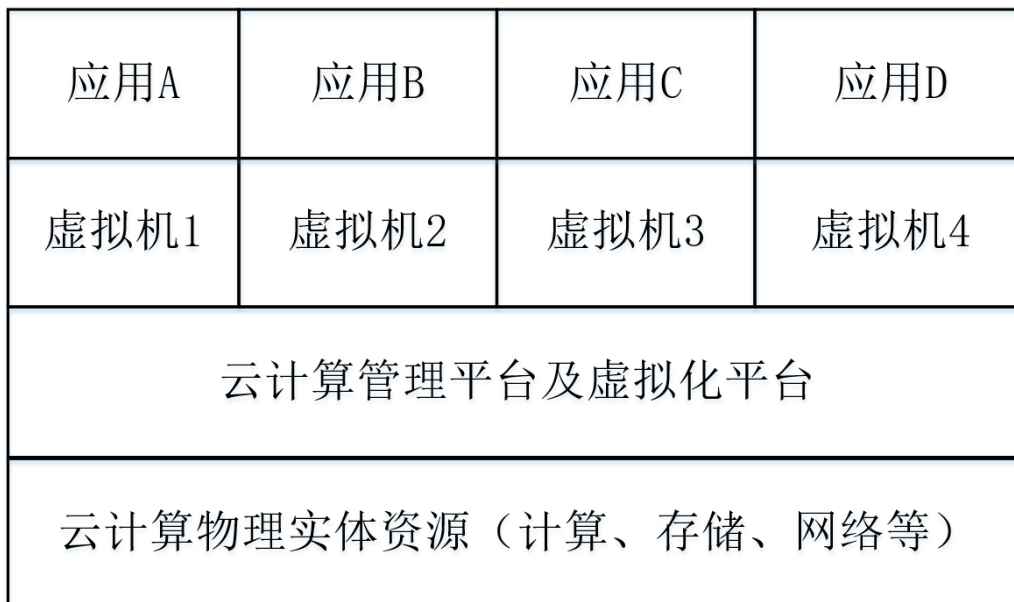 应用A 应用B 应用C 应用D
虚拟机1 虚拟机2 虚拟机3 虚拟机4
云计算管理平台及虚拟化平台
云计算物理实体资源（计算、存储、网络等）